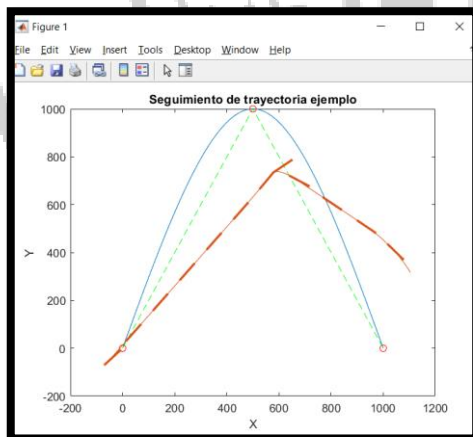 Figure 1
File Edit View Insert Tools Desktop Window Help
Seguimiento de trayectoria ejemplo
1000
800
600
400
200
0
-200
Y
-200 0 200 400 600 800 1000 1200
X